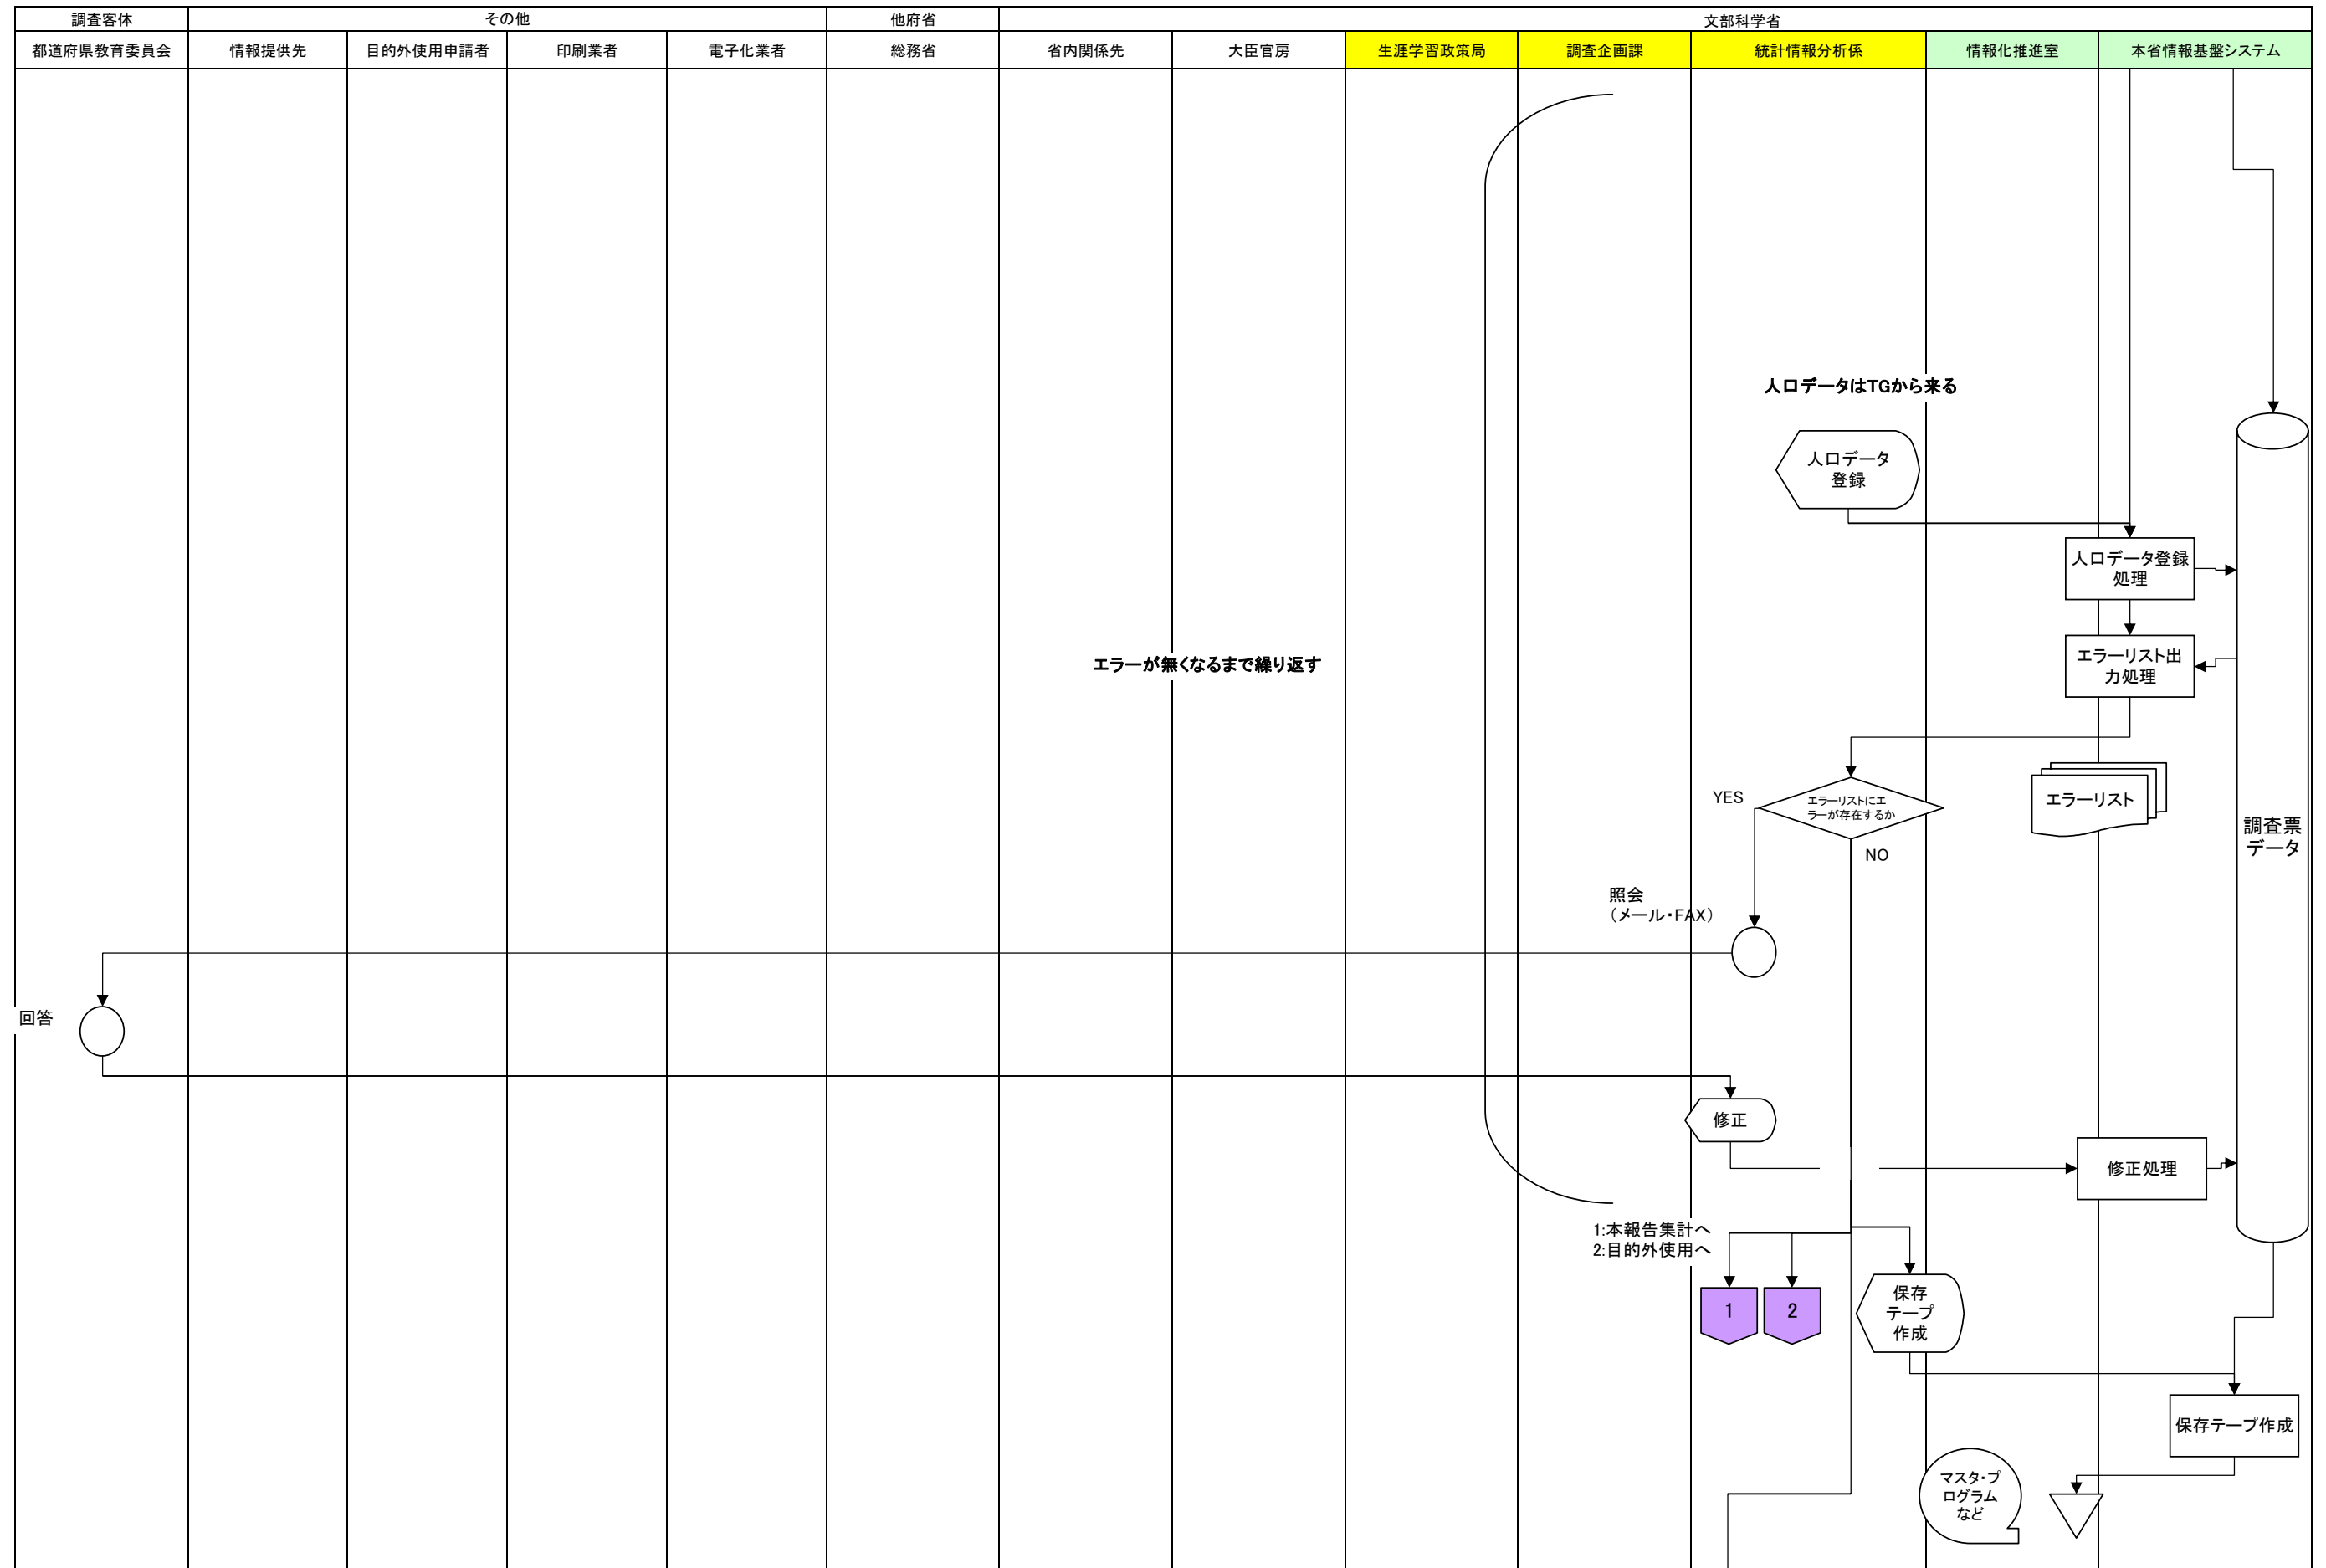 調査客体
その他
他府省
文部科学省
都道府県教育委員会
情報提供先
目的外使用申請者
印刷業者
電子化業者
総務省
省内関係先
大臣官房
生涯学習政策局
調査企画課
統計情報分析係
情報化推進室
本省情報基盤システム
人口データはTGから来る
人口データ
登録
人口データ登録
処理
エラーが無くなるまで繰り返す
エラーリスト出
力処理
YES
エラーリストにエ
ラーが存在するか
エラーリスト
調査票
データ
NO
照会
（メール・FAX）
回答
修正
修正処理
1:本報告集計へ
2:目的外使用へ
1
2
保存
テープ
作成
保存テープ作成
マスタ・プ
ログラム
など